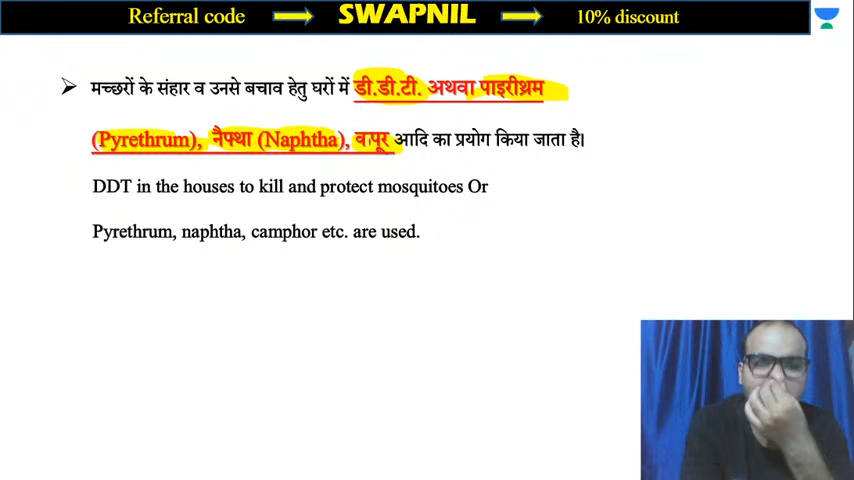 Referral code SWAPNIL 10% discount
➢ मच्छरों के संहार व उनसे बचाव हेतु घरों में डी.डी.टी. अथवा पाइरीथ्रम
(Pyrethrum), नैफ्था (Naphtha), कपूर आदि का प्रयोग किया जाता है।
DDT in the houses to kill and protect mosquitoes Or
Pyrethrum, naphtha, camphor etc. are used.